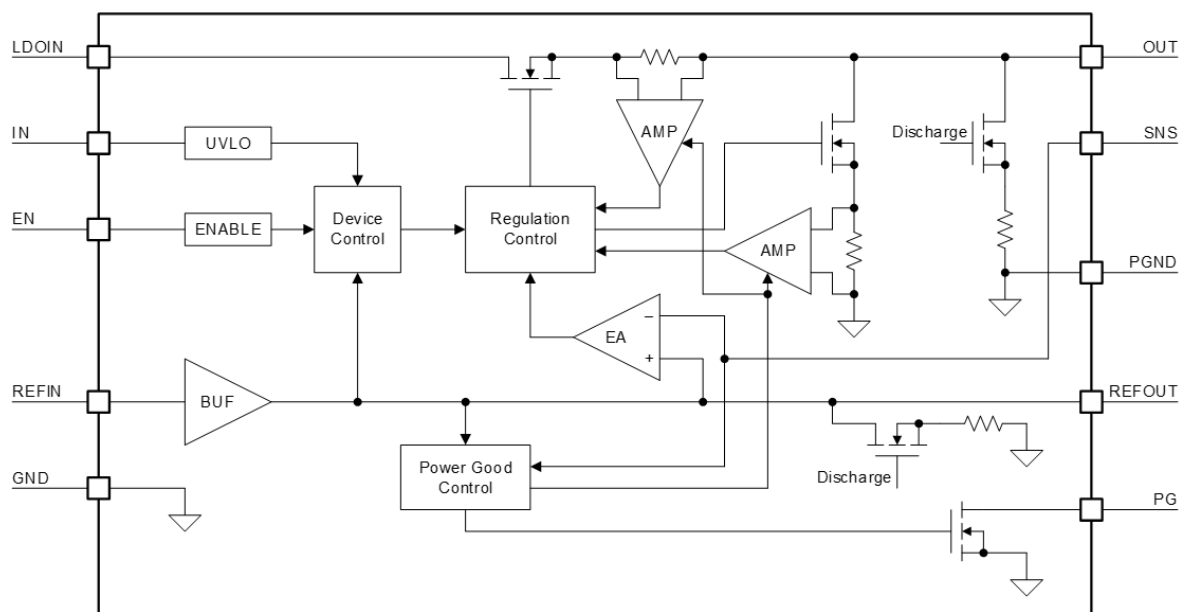 LDOIN
OUT
AMP
IN
UVLO
Discharge
SNS
EN
ENABLE
Device
Control
Regulation
Control
AMP
PGND
EA
−
+
REFIN
BUF
REFOUT
GND
Power Good
Control
Discharge
PG